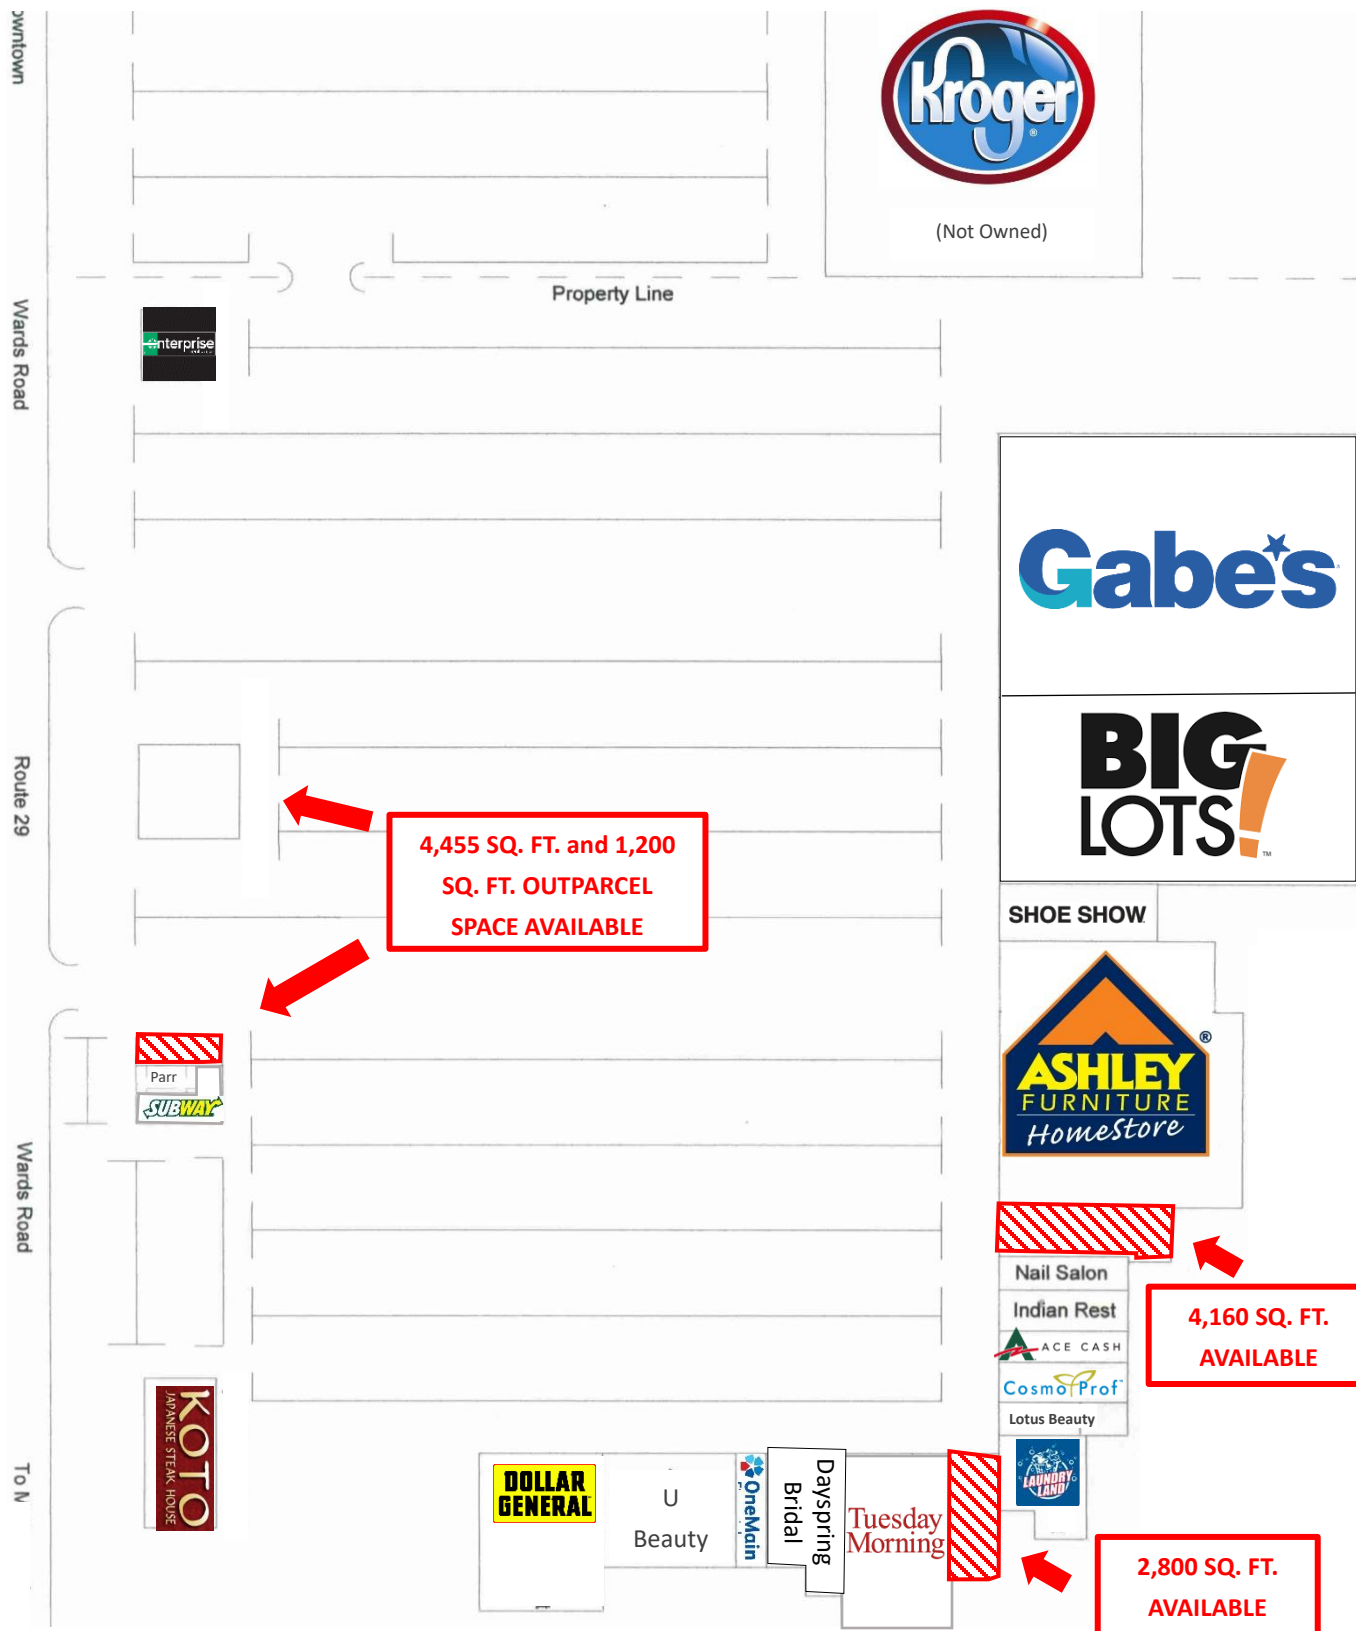 owntown
Kroger
®
(Not Owned)
Property Line
Wards Road
enterprise
Gabe's
BIG
LOTS!
™
Route 29
4,455 SQ. FT. and 1,200
SQ. FT. OUTPARCEL
SPACE AVAILABLE
SHOE SHOW
ASHLEY
®
FURNITURE
HomeStore
Parr
SUBWAY
Wards Road
Nail Salon
Indian Rest
ACE CASH
CosmoProf
Lotus Beauty
4,160 SQ. FT.
AVAILABLE
KOTO
JAPANESE STEAK HOUSE
To N
DOLLAR
GENERAL
U
Beauty
OneMain
Dayspring
Bridal
Tuesday
Morning
LAUNDRY
LAND
2,800 SQ. FT.
AVAILABLE